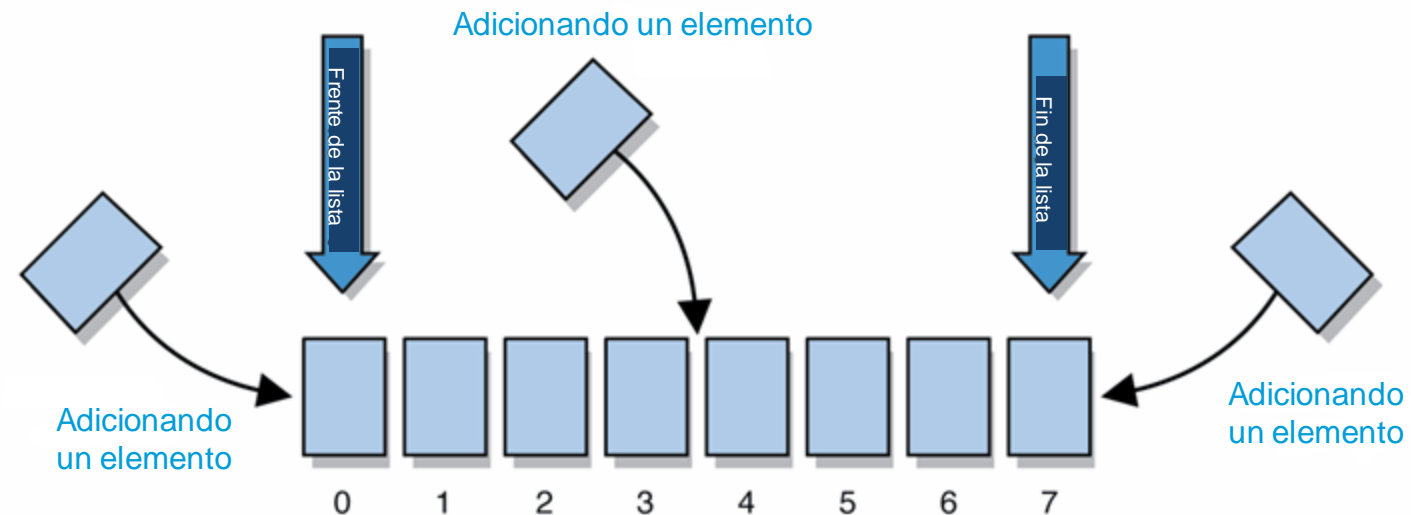 Adicionando un elemento
Frente de la lista
Fin de la lista
Adicionando
un elemento
Adicionando
un elemento
0 1 2 3 4 5 6 7